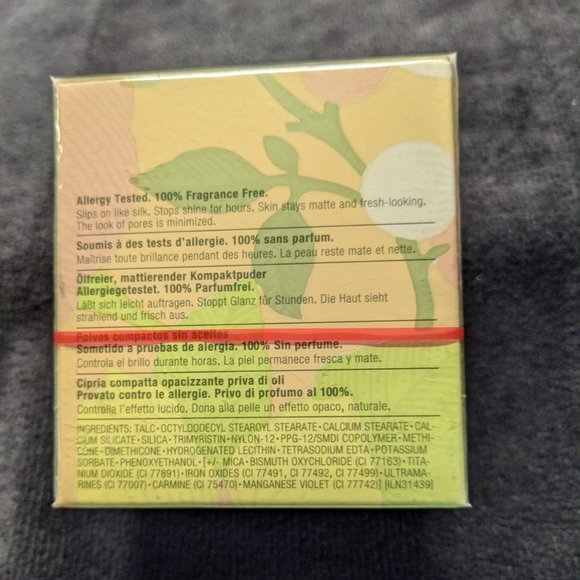 Allergy Tested. 100% Fragrance Free.
Slips on like silk. Stops shine for hours. Skin stays matte and fresh-looking.
The look of pores is minimized.
Soumis à des tests d'allergie. 100% sans parfum.
Maîtrise toute brillance pendant des heures. La peau reste mate et nette.
Ölfreier, mattierender Kompaktpuder
Allergiegetestet. 100% Parfumfrei.
Läßt sich leicht auftragen. Stoppt Glanz für Stunden. Die Haut sieht
strahlend und frisch aus.
Polvos compactos sin aceites
Sometido a pruebas de alergia. 100% Sin perfume.
Controla el brillo durante horas. La piel permanece fresca y mate.
Cipria compatta opacizzante priva di oli
Provato contro le allergie. Privo di profumo al 100%.
Controlla l'effetto lucido. Dona alla pelle un effetto opaco, naturale.
INGREDIENTS: TALC•OCTYLDODECYL STEAROYL STEARATE•CALCIUM STEARATE•CAL-
CIUM SILICATE•SILICA•TRIMYRISTIN•NYLON-12•PPG-12/SMDI COPOLYMER•METHI-
CONE•DIMETHICONE•HYDROGENATED LECITHIN•TETRASODIUM EDTA•POTASSIUM
SORBATE•PHENOXYETHANOL•[+/- MICA•BISMUTH OXYCHLORIDE (CI 77163)•TITA-
NIUM DIOXIDE (CI 77891)•IRON OXIDES (CI 77491, CI 77492, CI 77499)•ULTRAMA-
RINES (CI 77007)•CARMINE (CI 75470)•MANGANESE VIOLET (CI 77742)] [ILN31439]